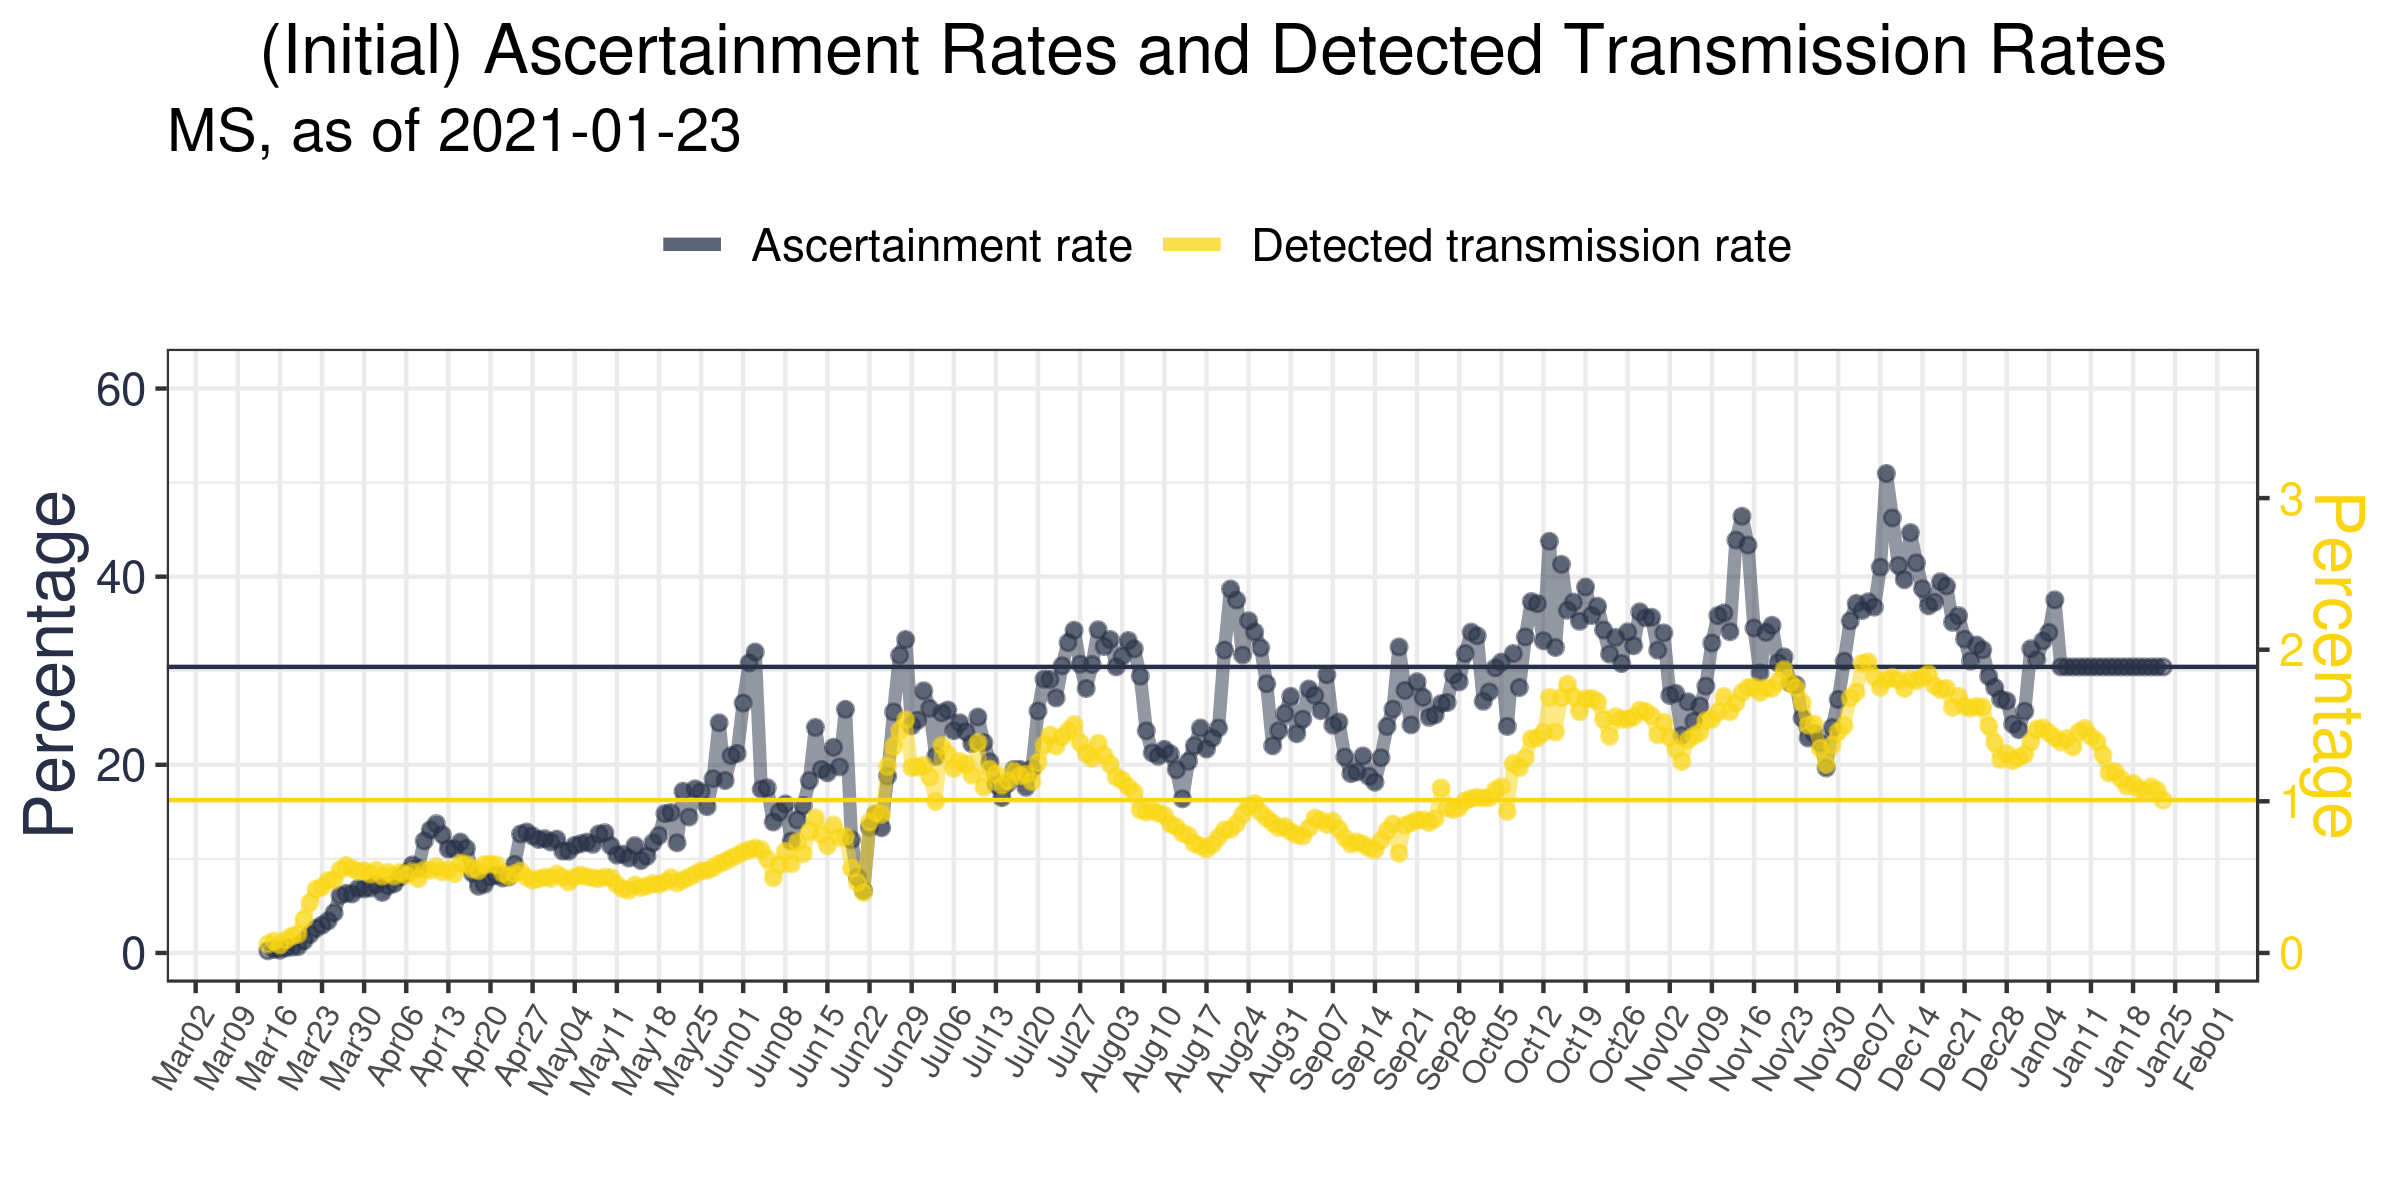 (Initial) Ascertainment Rates and Detected Transmission Rates
MS, as of 2021-01-23
Ascertainment rate
Detected transmission rate
Percentage
60
40
20
0
3
2
1
0
Percentage
Mar02
Mar09
Mar16
Mar23
Mar30
Apr06
Apr13
Apr20
Apr27
May04
May11
May18
May25
Jun01
Jun08
Jun15
Jun22
Jun29
Jul06
Jul13
Jul20
Jul27
Aug03
Aug10
Aug17
Aug24
Aug31
Sep07
Sep14
Sep21
Sep28
Oct05
Oct12
Oct19
Oct26
Nov02
Nov09
Nov16
Nov23
Nov30
Dec07
Dec14
Dec21
Dec28
Jan04
Jan11
Jan18
Jan25
Feb01